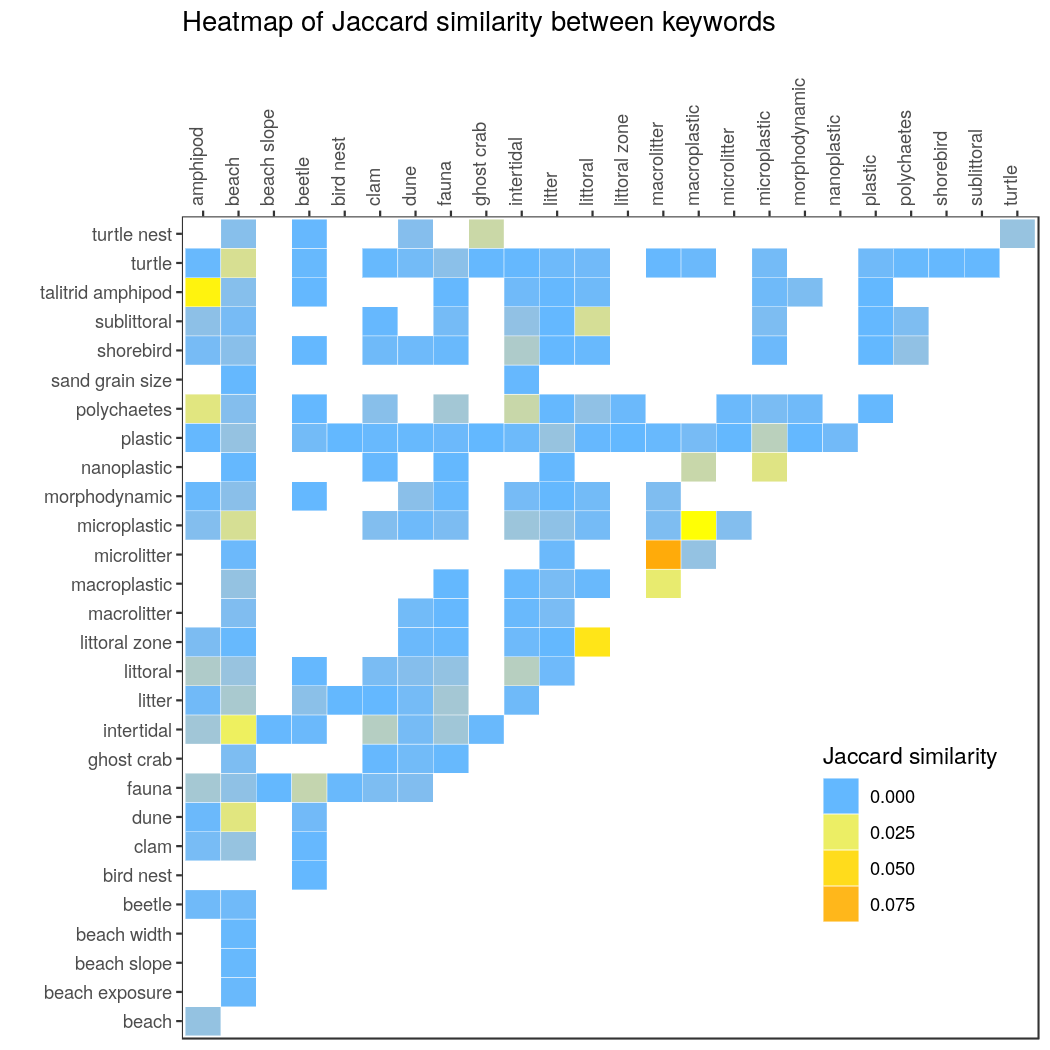 Heatmap of Jaccard similarity between keywords
amphipod
beach
beach slope
beetle
bird nest
clam
dune
fauna
ghost crab
intertidal
litter
littoral
littoral zone
macrolitter
macroplastic
microlitter
microplastic
morphodynamic
nanoplastic
plastic
polychaetes
shorebird
sublittoral
turtle
turtle nest
turtle
talitrid amphipod
sublittoral
shorebird
sand grain size
polychaetes
plastic
nanoplastic
morphodynamic
microplastic
microlitter
macroplastic
macrolitter
littoral zone
littoral
litter
intertidal
ghost crab
fauna
dune
clam
bird nest
beetle
beach width
beach slope
beach exposure
beach
Jaccard similarity
0.000
0.025
0.050
0.075